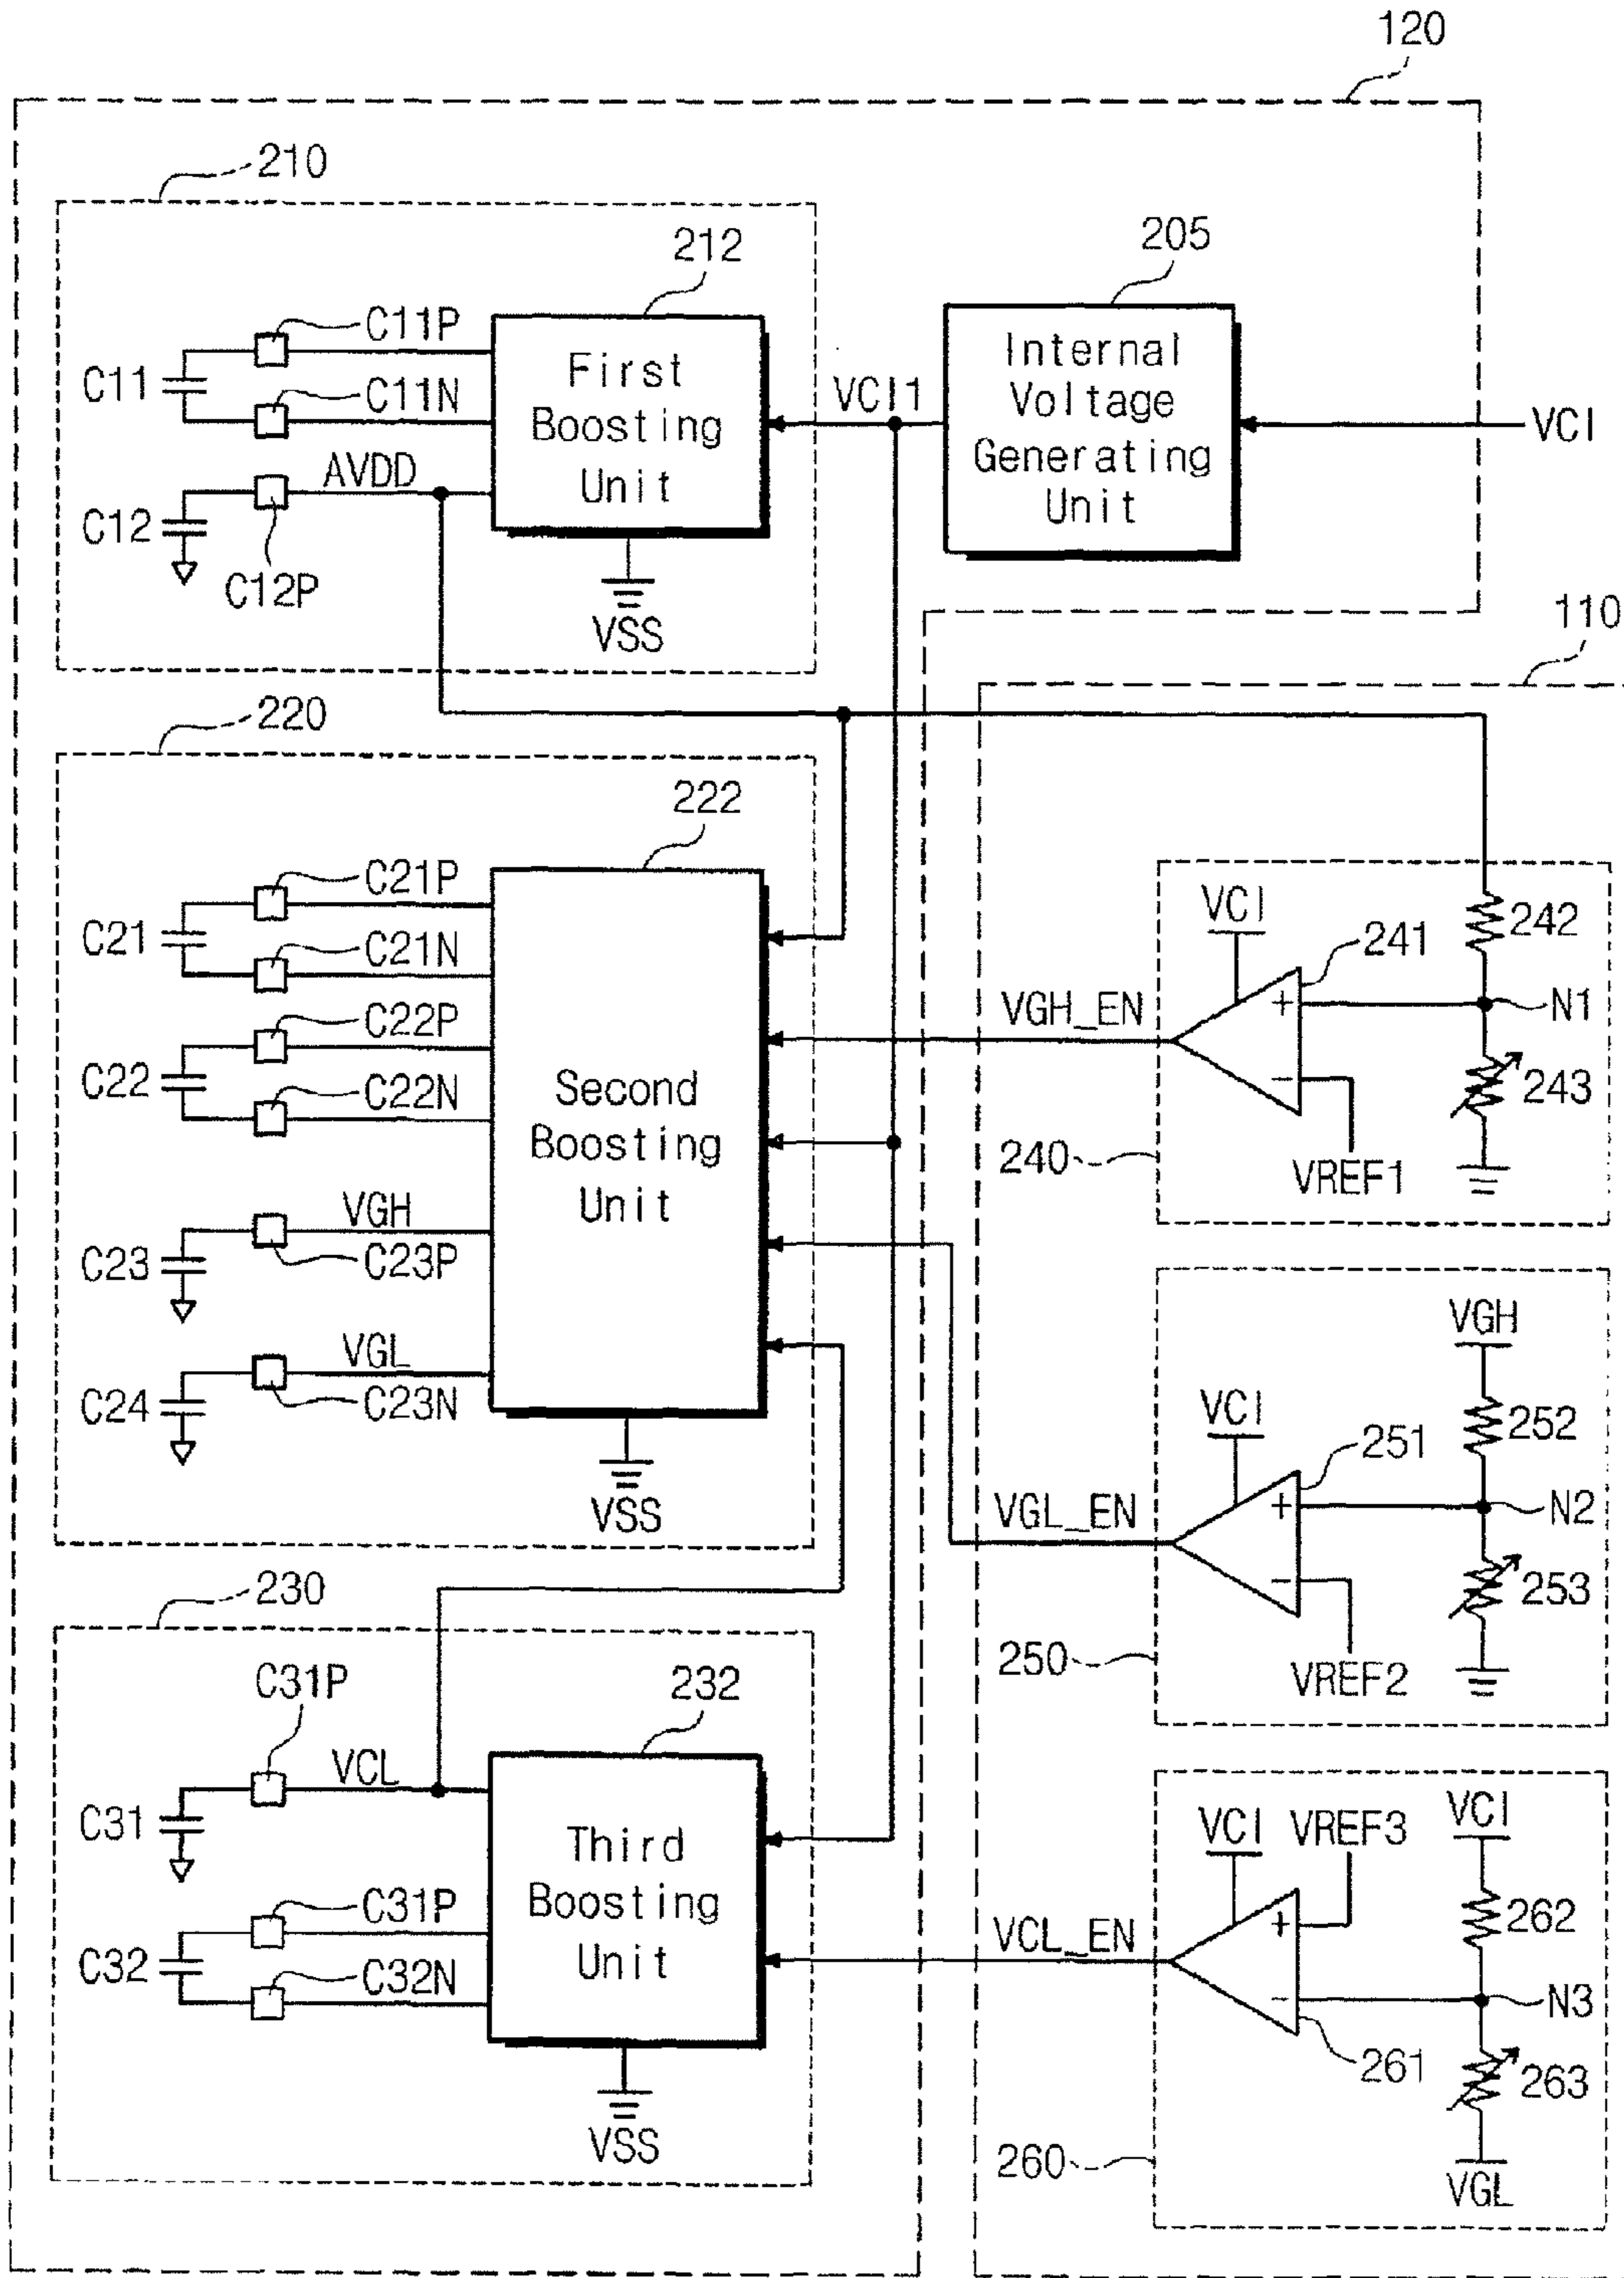 120
210
212
205
C11P
C11
C11N
First
Boosting
Unit
VCI1
Internal
Voltage
Generating
Unit
VCI
AVDD
C12
C12P
VSS
110
220
222
C21P
C21
C21N
C22P
C22
C22N
Second
Boosting
Unit
VGH
C23
C23P
VGL
C24
C23N
VSS
VGH_EN
VCI
241
242
+
N1
−
243
240
VREF1
VGH
VCI
251
252
VGL_EN
+
N2
−
253
250
VREF2
230
C31P
232
VCL
C31
Third
Boosting
Unit
C31P
C32
C32N
VSS
VCI
VREF3
VCI
VCL_EN
+
262
−
N3
261
263
260
VGL